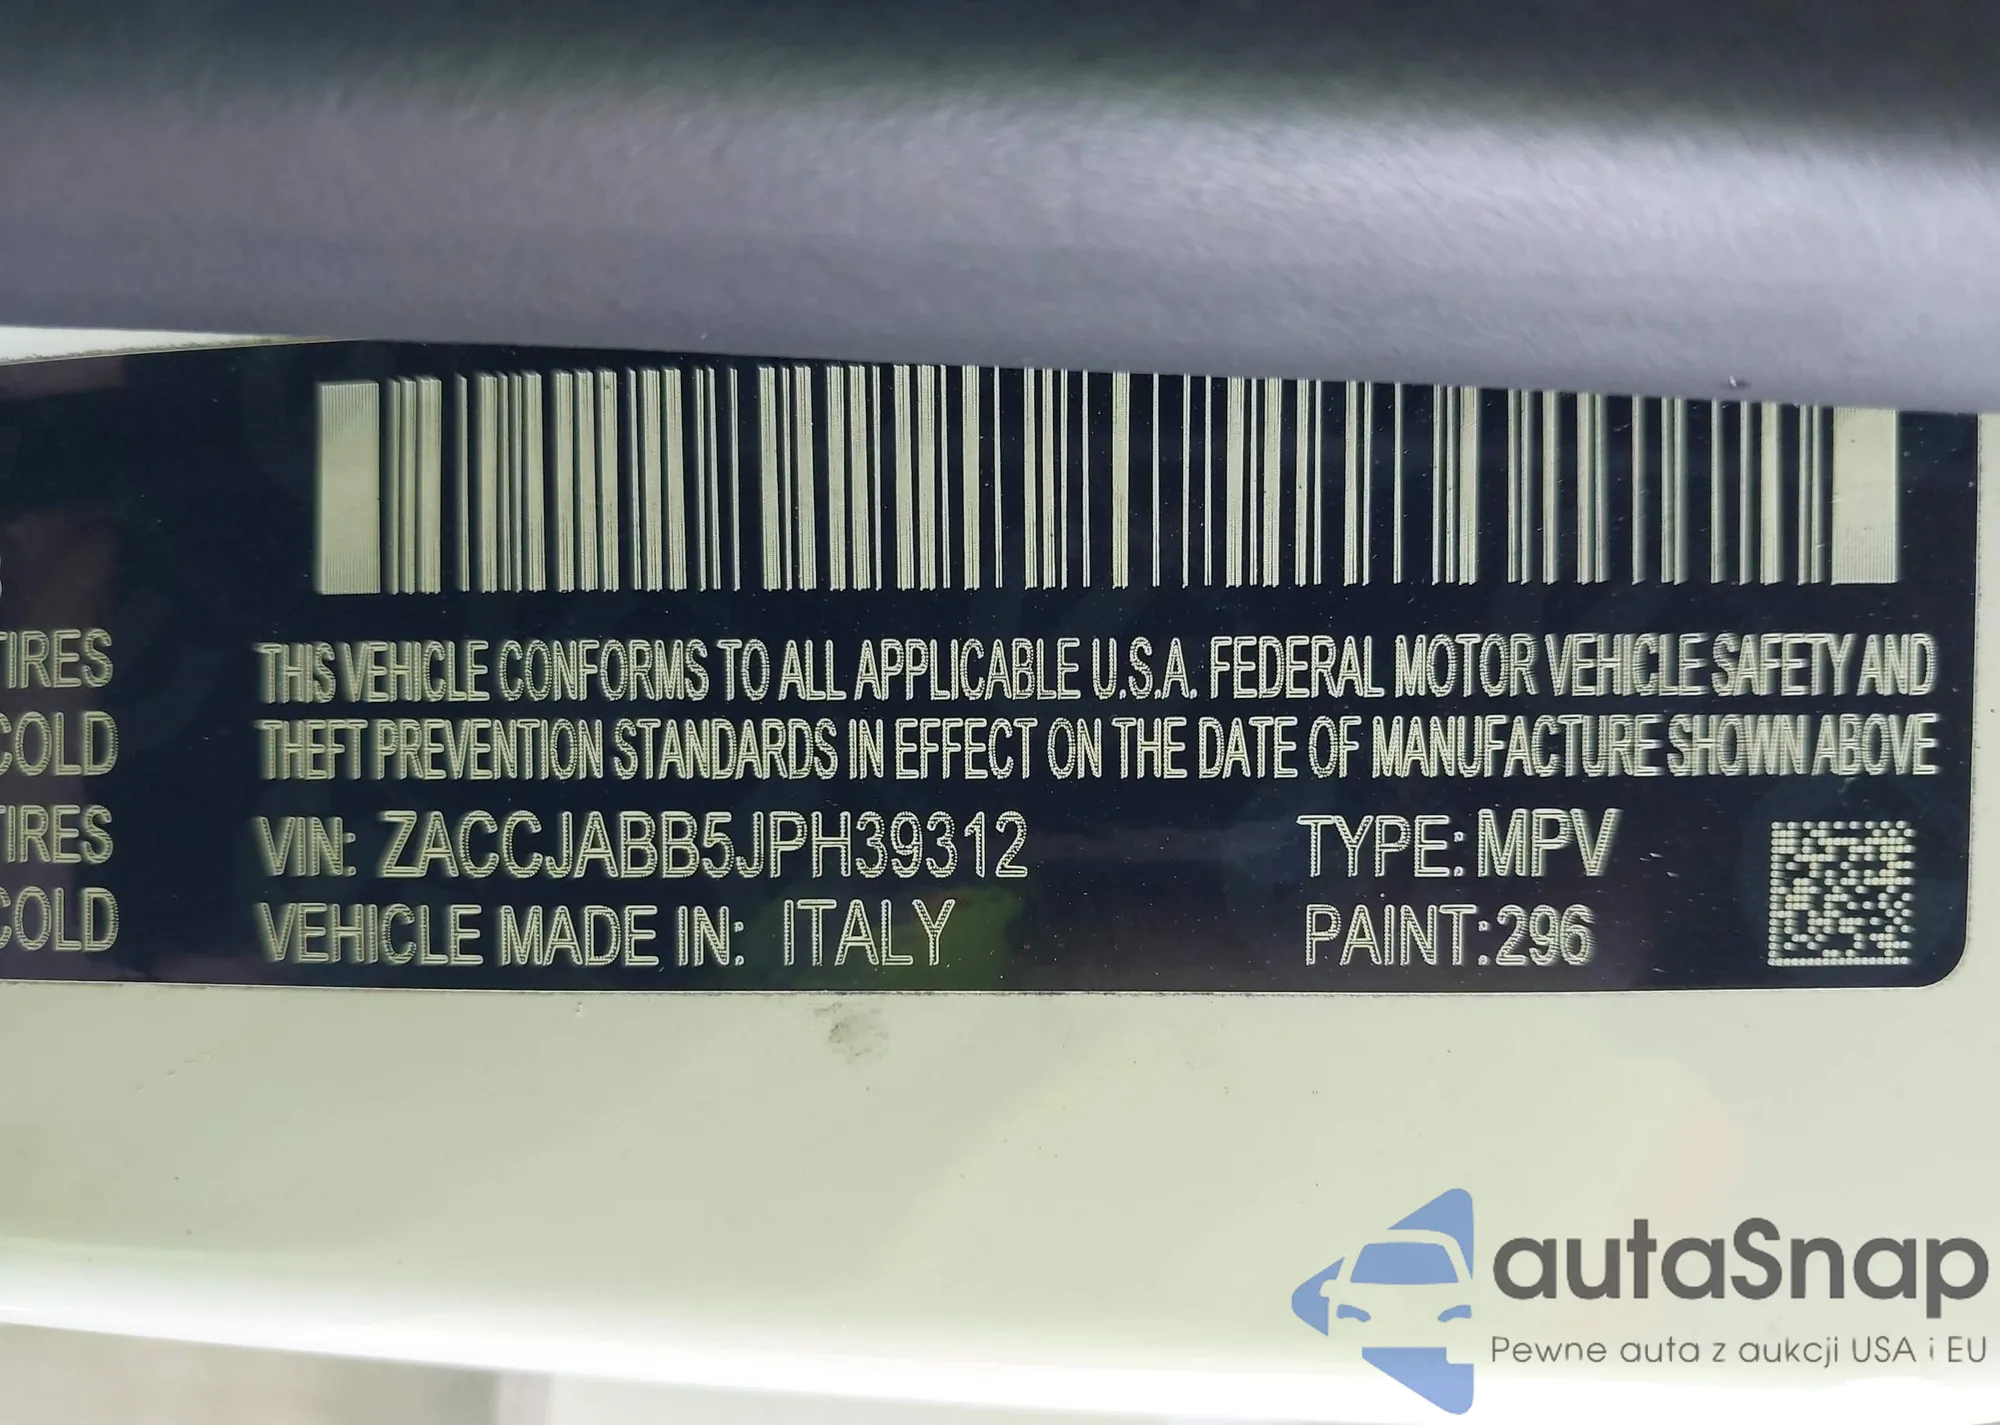 TIRES
COLD
TIRES
COLD
THIS VEHICLE CONFORMS TO ALL APPLICABLE U.S.A. FEDERAL MOTOR VEHICLE SAFETY AND
THEFT PREVENTION STANDARDS IN EFFECT ON THE DATE OF MANUFACTURE SHOWN ABOVE
VIN: ZACCJABB5JPH39312 TYPE: MPV
VEHICLE MADE IN: ITALY PAINT:296
autaSnap
Pewne auta z aukcji USA i EU